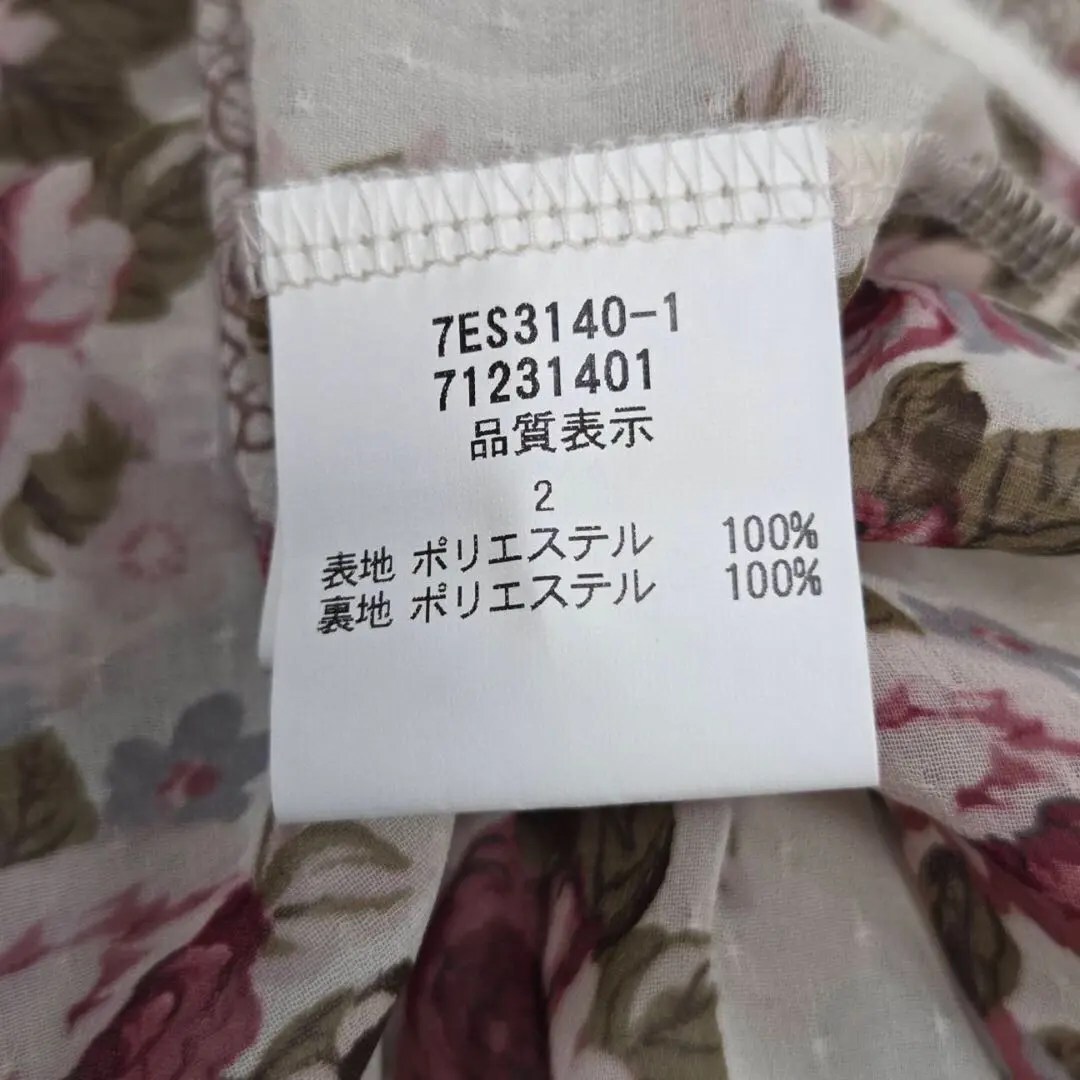 7ES3140-1
71231401
品質表示
2
表地 ポリエステル 100%
裏地 ポリエステル 100%